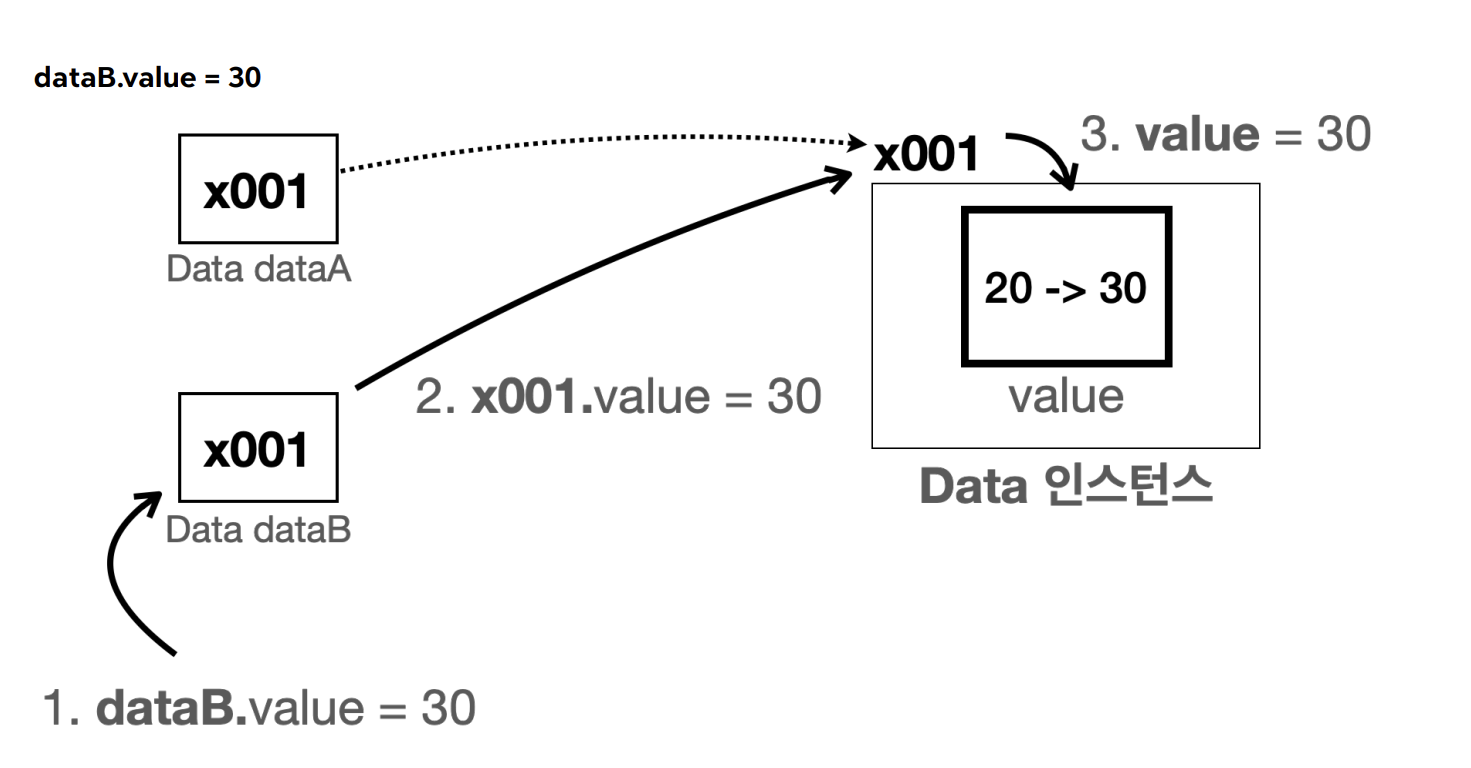 dataB.value = 30
x001
Data dataA
x001
3. value = 30
20 -> 30
value
Data 인스턴스
2. x001.value = 30
x001
Data dataB
1. dataB.value = 30